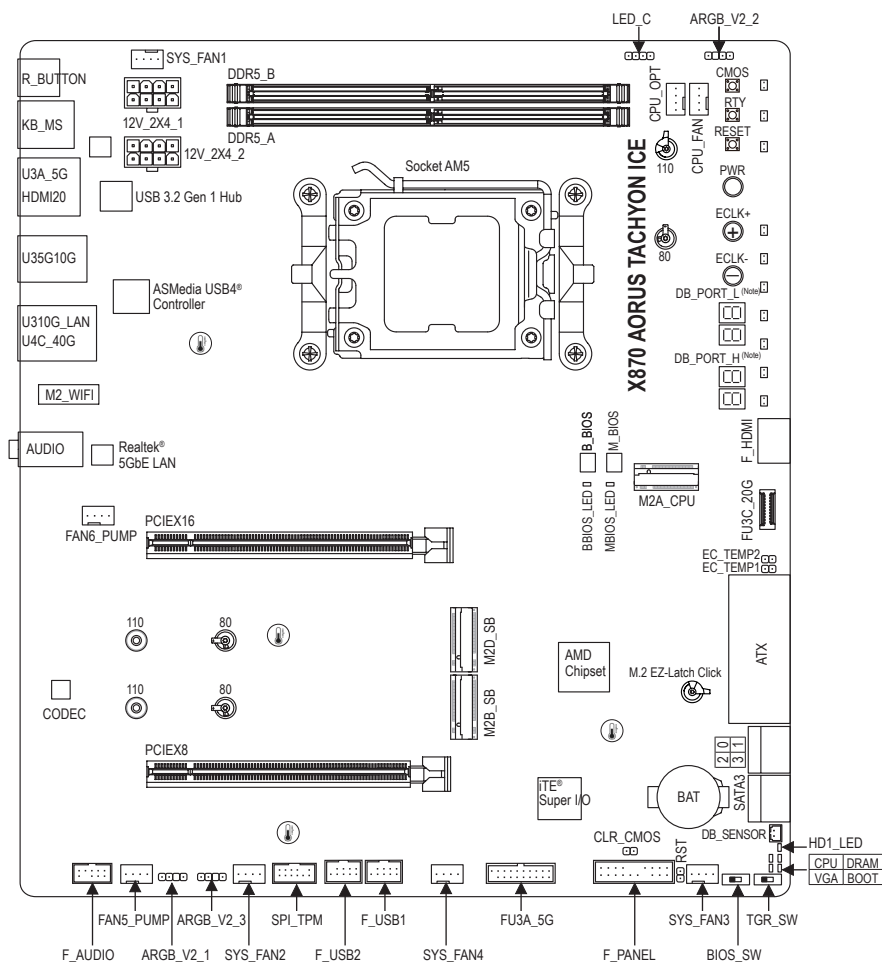 LED_C
ARGB_V2_2
SYS_FAN1
R_BUTTON
DDR5_B
CPU_OPT
CMOS
12V_2X4_1
RTY
KB_MS
DDR5_A
CPU_FAN
RESET
12V_2X4_2
110
U3A_5G
HDMI20
Socket AM5
PWR
USB 3.2 Gen 1 Hub
ECLK+
80
U35G10G
ECLK-
ASMedia USB4®
Controller
DB_PORT_L (Note)
U310G_LAN
U4C_40G
X870 AORUS TACHYON ICE
DB_PORT_H (Note)
M2_WIFI
B_BIOS
M_BIOS
F_HDMI
AUDIO
Realtek®
5GbE LAN
BBIOS_LED
MBIOS_LED
M2A_CPU
FU3C_20G
FAN6_PUMP
PCIEX16
EC_TEMP2
EC_TEMP1
110
80
M2D_SB
AMD
Chipset
ATX
M.2 EZ-Latch Click
110
80
CODEC
M2B_SB
2 0
3 1
PCIEX8
SATA3
iTE®
Super I/O
BAT
DB_SENSOR
CLR_CMOS
RST
HD1_LED
CPU DRAM
VGA BOOT
FAN5_PUMP
ARGB_V2_3
SPI_TPM
F_USB1
FU3A_5G
SYS_FAN3
TGR_SW
F_AUDIO
ARGB_V2_1
SYS_FAN2
F_USB2
SYS_FAN4
F_PANEL
BIOS_SW